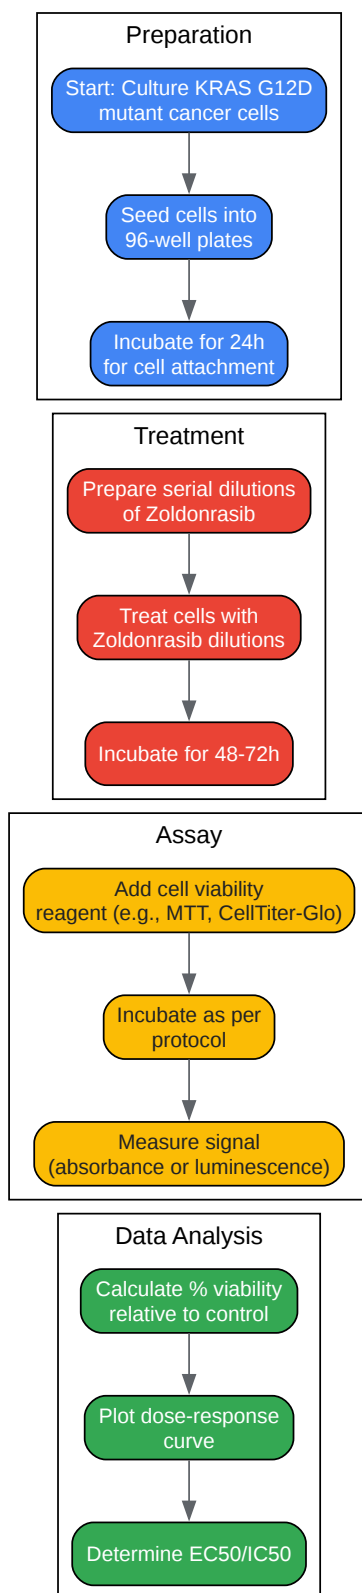 Preparation
Start: Culture KRAS G12D
mutant cancer cells
Seed cells into
96-well plates
Incubate for 24h
for cell attachment
Treatment
Prepare serial dilutions
of Zoldonrasib
Treat cells with
Zoldonrasib dilutions
Incubate for 48-72h
Assay
Add cell viability
reagent (e.g., MTT, CellTiter-Glo)
Incubate as per
protocol
Measure signal
(absorbance or luminescence)
Data Analysis
Calculate % viability
relative to control
Plot dose-response
curve
Determine EC50/IC50